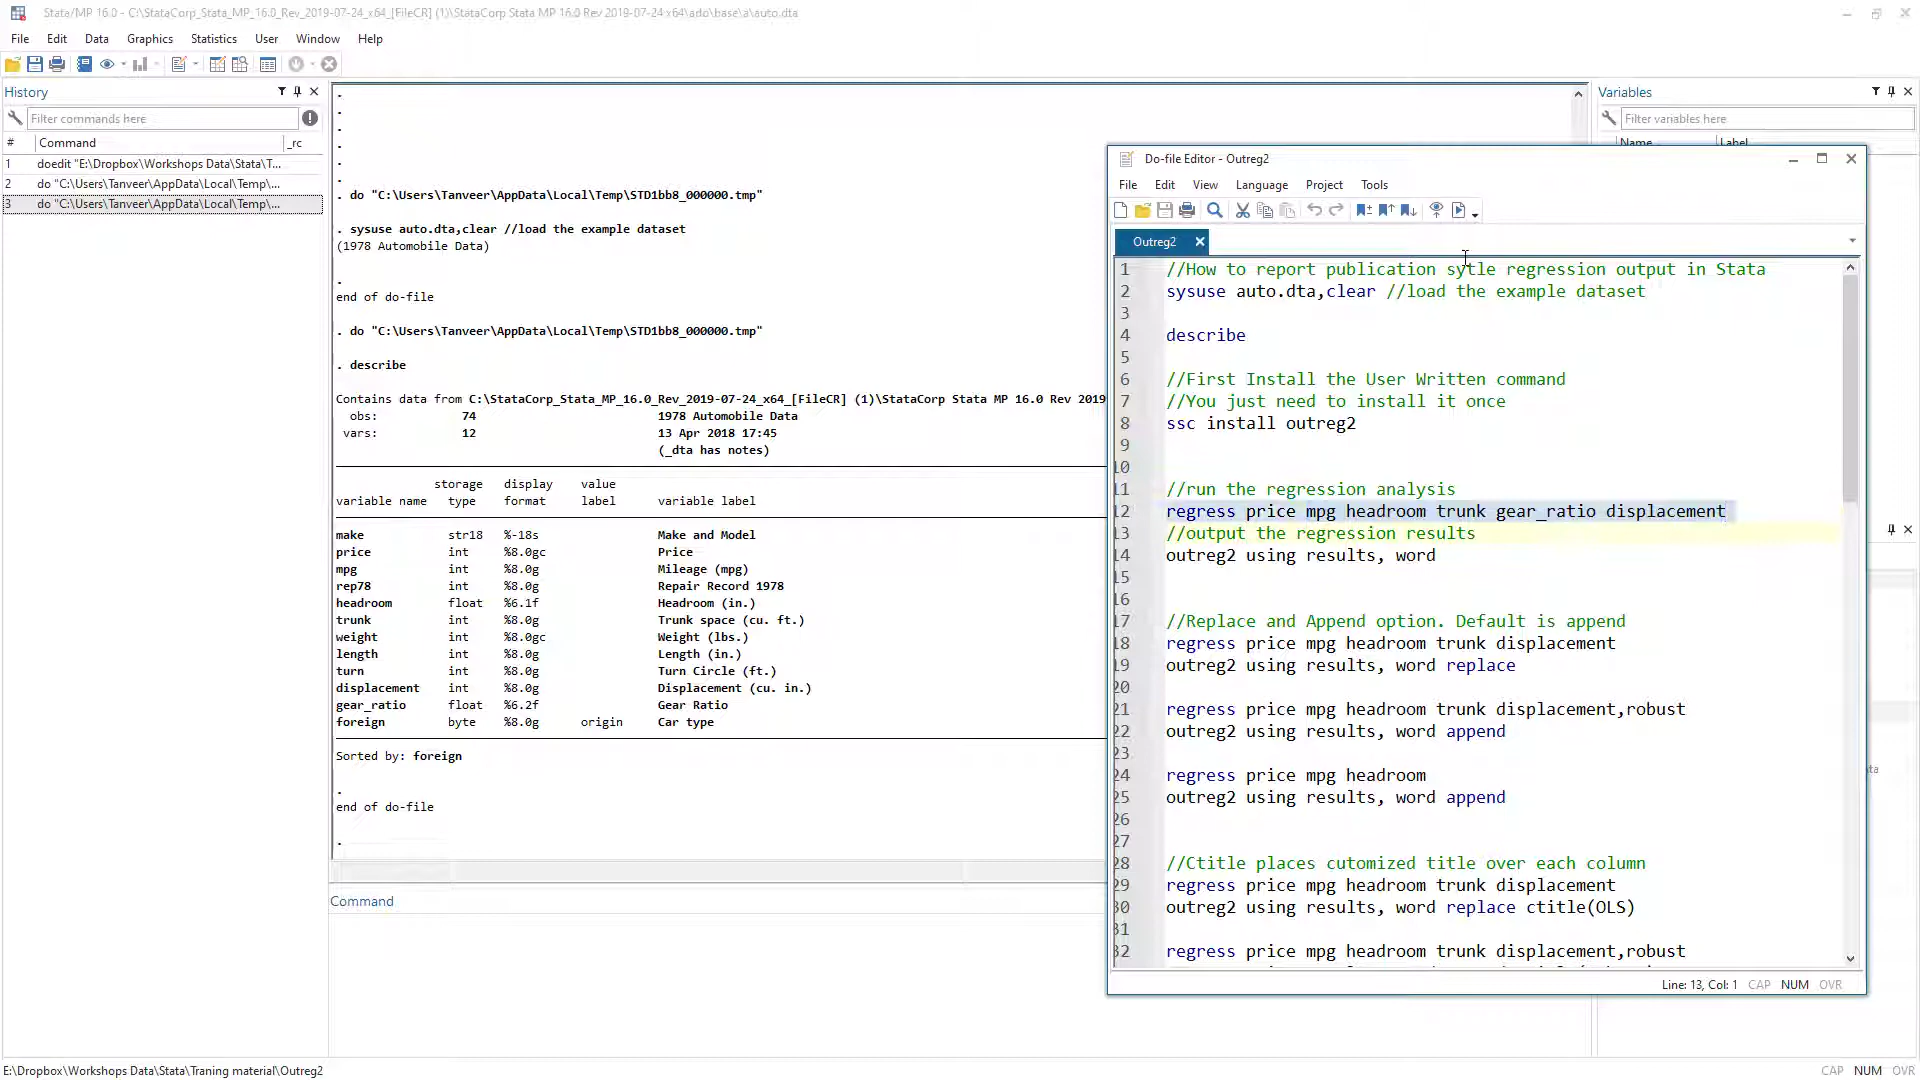 Stata/MP 16.0 - C:\StataCorp_Stata_MP_16.0_Rev_2019-07-24_x64_[FileCR] (1)\StataCorp Stata MP 16.0 Rev 2019-07-24 x64\ado\base\a\auto.dta
File Edit Data Graphics Statistics User Window Help
History
Filter commands here
# Command _rc
1 doedit "E:\Dropbox\Workshops Data\Stata\T...
2 do "C:\Users\Tanveer\AppData\Local\Temp\...
3 do "C:\Users\Tanveer\AppData\Local\Temp\...
.
.
.
.
.
. do "C:\Users\Tanveer\AppData\Local\Temp\STD1bb8_000000.tmp"
. sysuse auto.dta,clear //load the example dataset
(1978 Automobile Data)
.
end of do-file
. do "C:\Users\Tanveer\AppData\Local\Temp\STD1bb8_000000.tmp"
. describe
Contains data from C:\StataCorp_Stata_MP_16.0_Rev_2019-07-24_x64_[FileCR] (1)\StataCorp Stata MP 16.0 Rev 2019
obs: 74 1978 Automobile Data
vars: 12 13 Apr 2018 17:45
(_dta has notes)
storage display value
variable name type format label variable label
make str18 %-18s Make and Model
price int %8.0gc Price
mpg int %8.0g Mileage (mpg)
rep78 int %8.0g Repair Record 1978
headroom float %6.1f Headroom (in.)
trunk int %8.0g Trunk space (cu. ft.)
weight int %8.0gc Weight (lbs.)
length int %8.0g Length (in.)
turn int %8.0g Turn Circle (ft.)
displacement int %8.0g Displacement (cu. in.)
gear_ratio float %6.2f Gear Ratio
foreign byte %8.0g origin Car type
Sorted by: foreign
.
end of do-file
.
Command
Variables
Filter variables here
Name Label
Do-file Editor - Outreg2
File Edit View Language Project Tools
Outreg2
1 //How to report publication sytle regression output in Stata
2 sysuse auto.dta,clear //load the example dataset
3
4 describe
5
6 //First Install the User Written command
7 //You just need to install it once
8 ssc install outreg2
9
10
11 //run the regression analysis
12 regress price mpg headroom trunk gear_ratio displacement
13 //output the regression results
14 outreg2 using results, word
15
16
17 //Replace and Append option. Default is append
18 regress price mpg headroom trunk displacement
19 outreg2 using results, word replace
20
21 regress price mpg headroom trunk displacement,robust
22 outreg2 using results, word append
23
24 regress price mpg headroom
25 outreg2 using results, word append
26
27
28 //Ctitle places cutomized title over each column
29 regress price mpg headroom trunk displacement
30 outreg2 using results, word replace ctitle(OLS)
31
32 regress price mpg headroom trunk displacement,robust
Line: 13, Col: 1 CAP NUM OVR
E:\Dropbox\Workshops Data\Stata\Traning material\Outreg2
CAP NUM OVR